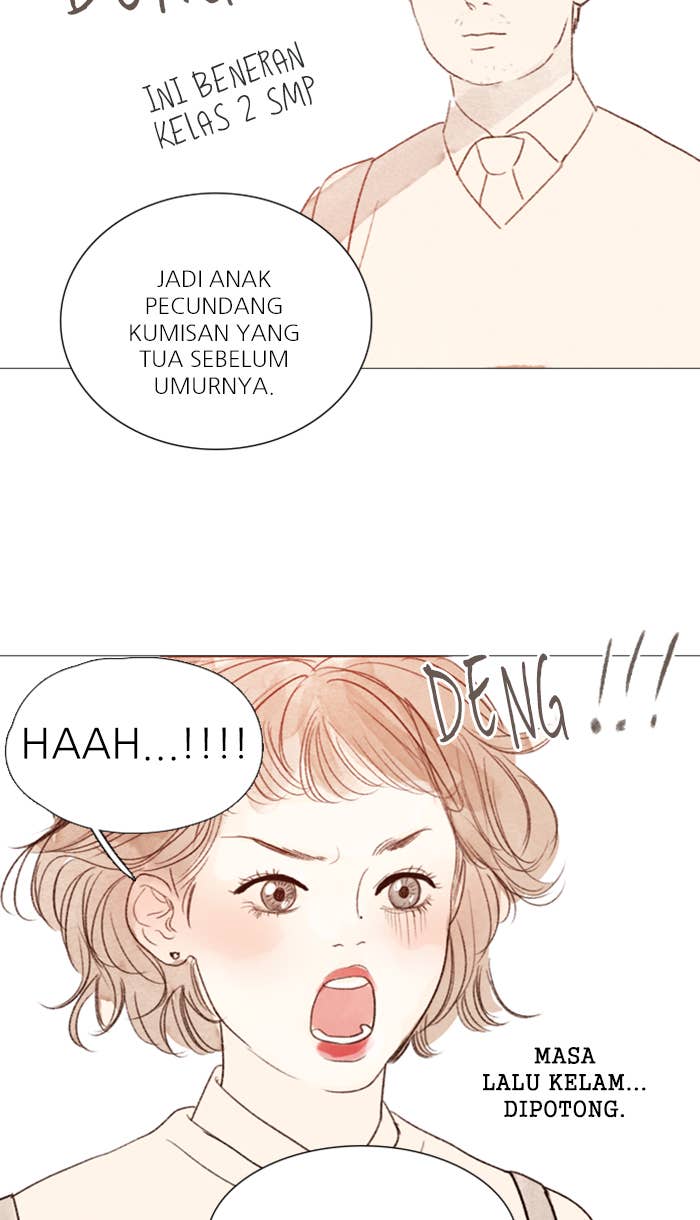 INI BENERAN
KELAS 2 SMP
JADI ANAK
PECUNDANG
KUMISAN YANG
TUA SEBELUM
UMURNYA.
DENG!!!
HAAH...!!!!
MASA
LALU KELAM...
DIPOTONG.